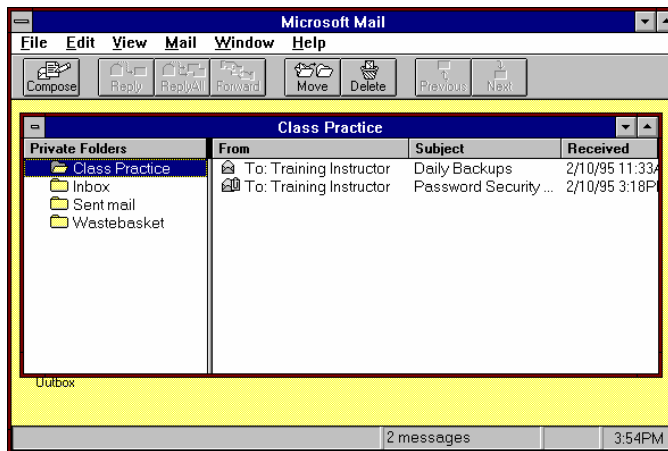 Microsoft Mail
File Edit View Mail Window Help
Compose Reply ReplyAll Forward Move Delete Previous Next
Class Practice
Private Folders From Subject Received
Class Practice To: Training Instructor Daily Backups 2/10/95 11:33A
Inbox To: Training Instructor Password Security ... 2/10/95 3:18PM
Sent mail
Wastebasket
Outbox
2 messages 3:54PM